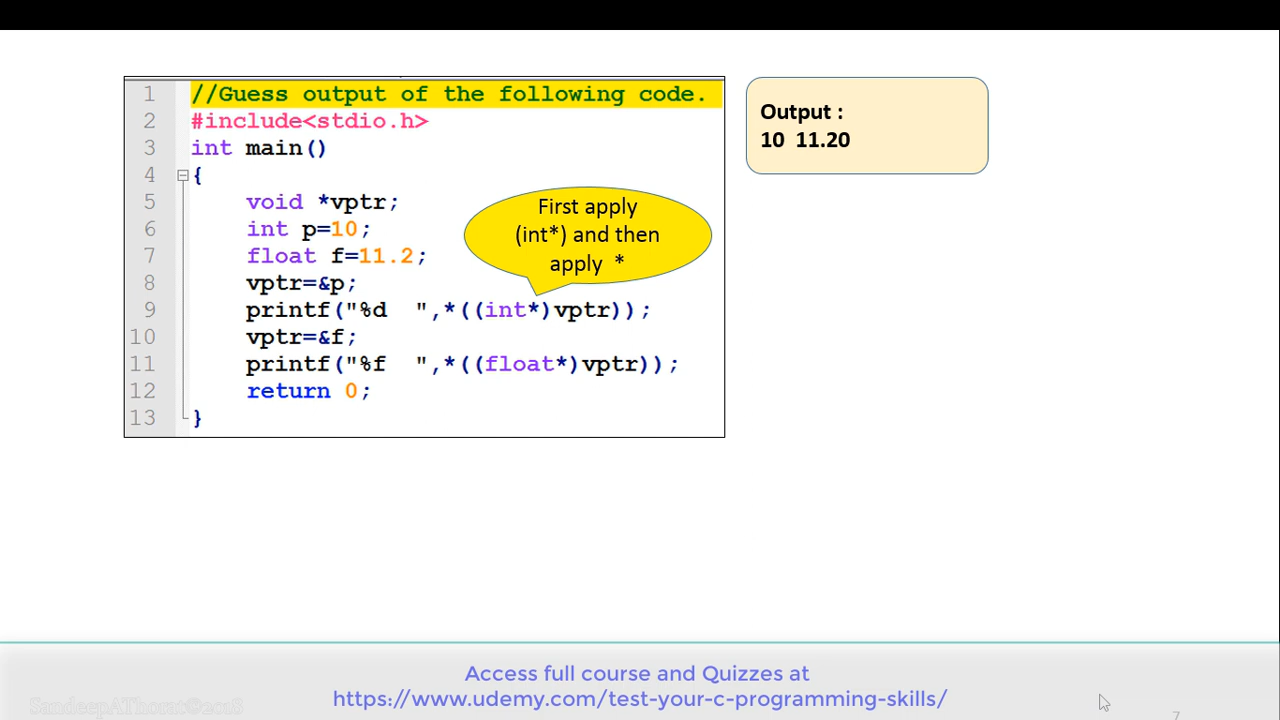 1 //Guess output of the following code.
2 #include<stdio.h>
3 int main()
4 {
5 void *vptr;
6 int p=10;
7 float f=11.2;
8 vptr=&p;
9 printf("%d  ",*((int*)vptr));
10 vptr=&f;
11 printf("%f  ",*((float*)vptr));
12 return 0;
13 }
First apply
(int*) and then
apply *
Output :
10 11.20
Access full course and Quizzes at
https://www.udemy.com/test-your-c-programming-skills/
SandeepAThorat©2018
7